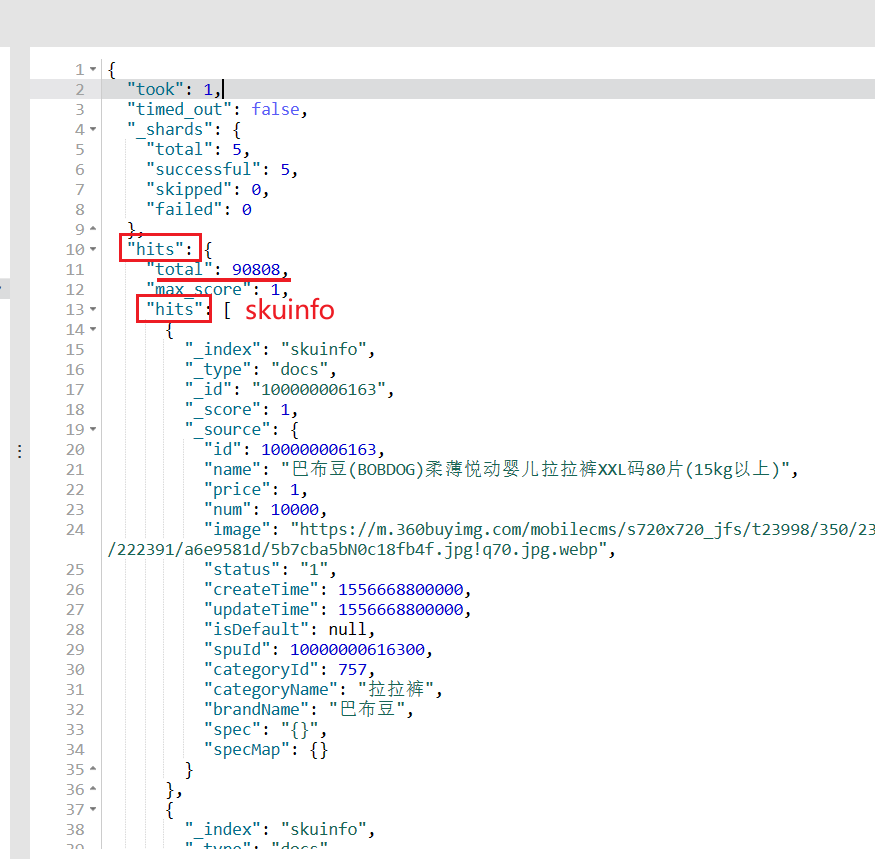 1 {
2 "took": 1,
3 "timed_out": false,
4 "_shards": {
5 "total": 5,
6 "successful": 5,
7 "skipped": 0,
8 "failed": 0
9 },
10 "hits": {
11 "total": 90808,
12 "max_score": 1,
13 "hits": [ skuinfo
14 {
15 "_index": "skuinfo",
16 "_type": "docs",
17 "_id": "100000006163",
18 "_score": 1,
19 "_source": {
20 "id": 100000006163,
21 "name": "巴布豆(BOBDOG)柔薄悦动婴儿拉拉裤XXL码80片(15kg以上)",
22 "price": 1,
23 "num": 10000,
24 "image": "https://m.360buyimg.com/mobilecms/s720x720_jfs/t23998/350/23
/222391/a6e9581d/5b7cba5bN0c18fb4f.jpg!q70.jpg.webp",
25 "status": "1",
26 "createTime": 1556668800000,
27 "updateTime": 1556668800000,
28 "isDefault": null,
29 "spuId": 10000000616300,
30 "categoryId": 757,
31 "categoryName": "拉拉裤",
32 "brandName": "巴布豆",
33 "spec": "{}",
34 "specMap": {}
35 }
36 },
37 {
38 "_index": "skuinfo",
39 "_type": "docs"